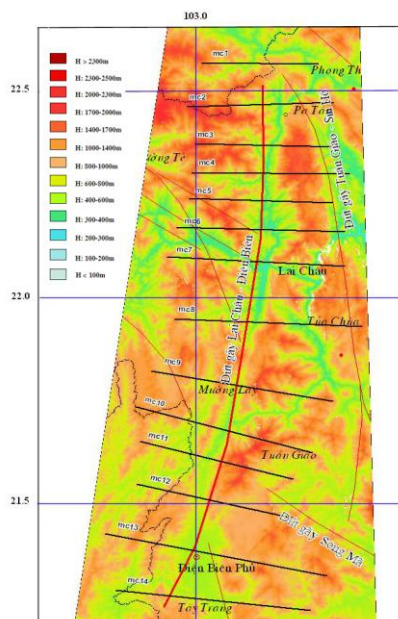 103.0
mc1
H > 2300m
H: 2300-2500m
H: 2000-2300m
H: 1700-2000m
H: 1400-1700m
H: 1000-1400m
H: 800-1000m
H: 600-800m
H: 400-600m
H: 300-400m
H: 200-300m
H: 100-200m
H < 100m
Phong Th
22.5
mc2
mc3
mc4
mc5
mc6
mc7
Lai Châu
22.0
mc8
Tủa Chùa
Đứt gãy Lai Châu - Điện Biên
mc9
Mường Lay
mc10
mc11
Tuần Giáo
mc12
21.5
Đứt gãy Sông Mã
mc13
Điện Biên Phủ
mc14
Tây Trang